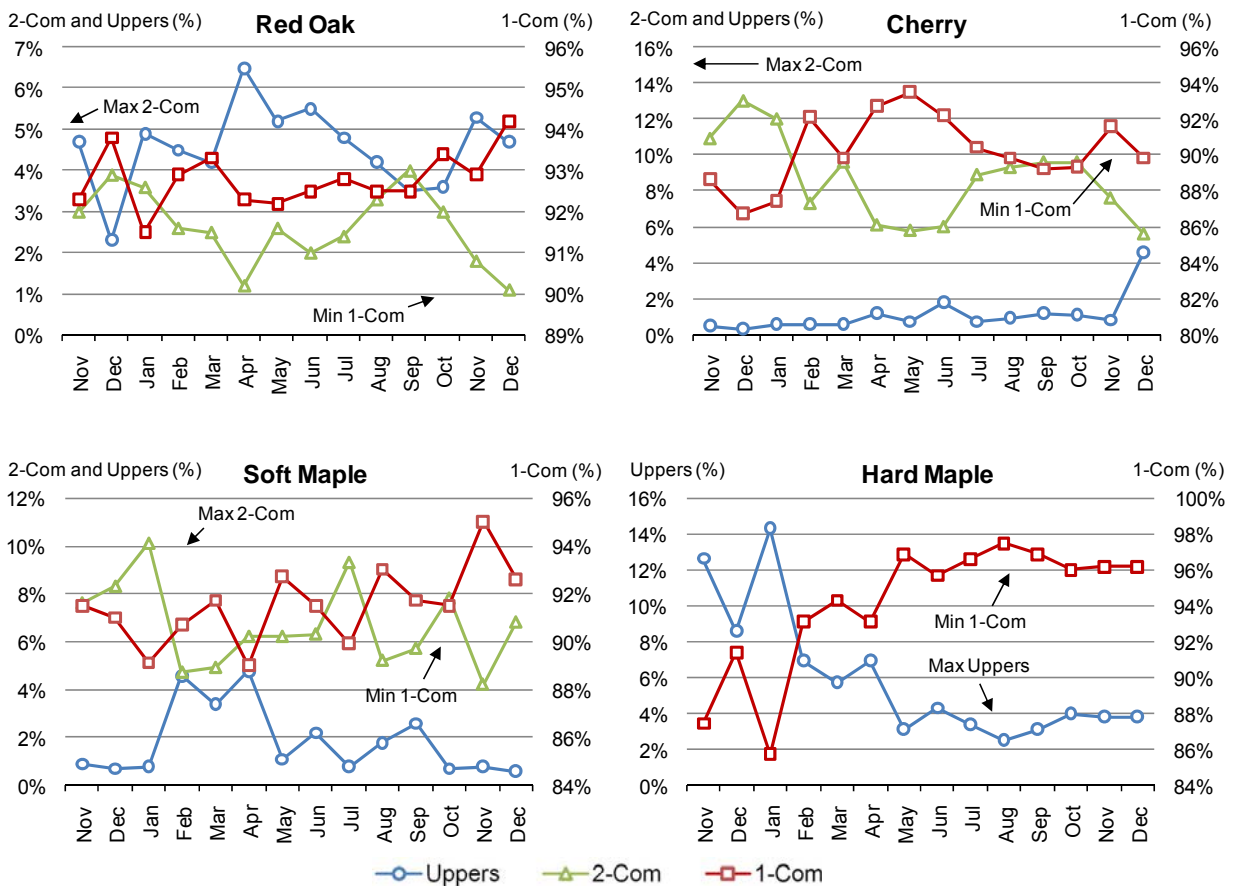 2-Com and Uppers (%) Red Oak 1-Com (%)
7% 96%
6% 95%
5% 94%
4% 93%
3% 92%
2% 91%
1% 90%
0% 89%
Max 2-Com
Min 1-Com
Nov Dec Jan Feb Mar Apr May Jun Jul Aug Sep Oct Nov Dec
2-Com and Uppers (%) Cherry 1-Com (%)
16% 96%
14% 94%
12% 92%
10% 90%
8% 88%
6% 86%
4% 84%
2% 82%
0% 80%
Max 2-Com
Min 1-Com
Nov Dec Jan Feb Mar Apr May Jun Jul Aug Sep Oct Nov Dec
2-Com and Uppers (%) Soft Maple 1-Com (%)
12% 96%
10% 94%
8% 92%
6% 90%
4% 88%
2% 86%
0% 84%
Max 2-Com
Min 1-Com
Nov Dec Jan Feb Mar Apr May Jun Jul Aug Sep Oct Nov Dec
Uppers (%) Hard Maple 1-Com (%)
16% 100%
14% 98%
12% 96%
10% 94%
8% 92%
6% 90%
4% 88%
2% 86%
0% 84%
Min 1-Com
Max Uppers
Nov Dec Jan Feb Mar Apr May Jun Jul Aug Sep Oct Nov Dec
Uppers 2-Com 1-Com